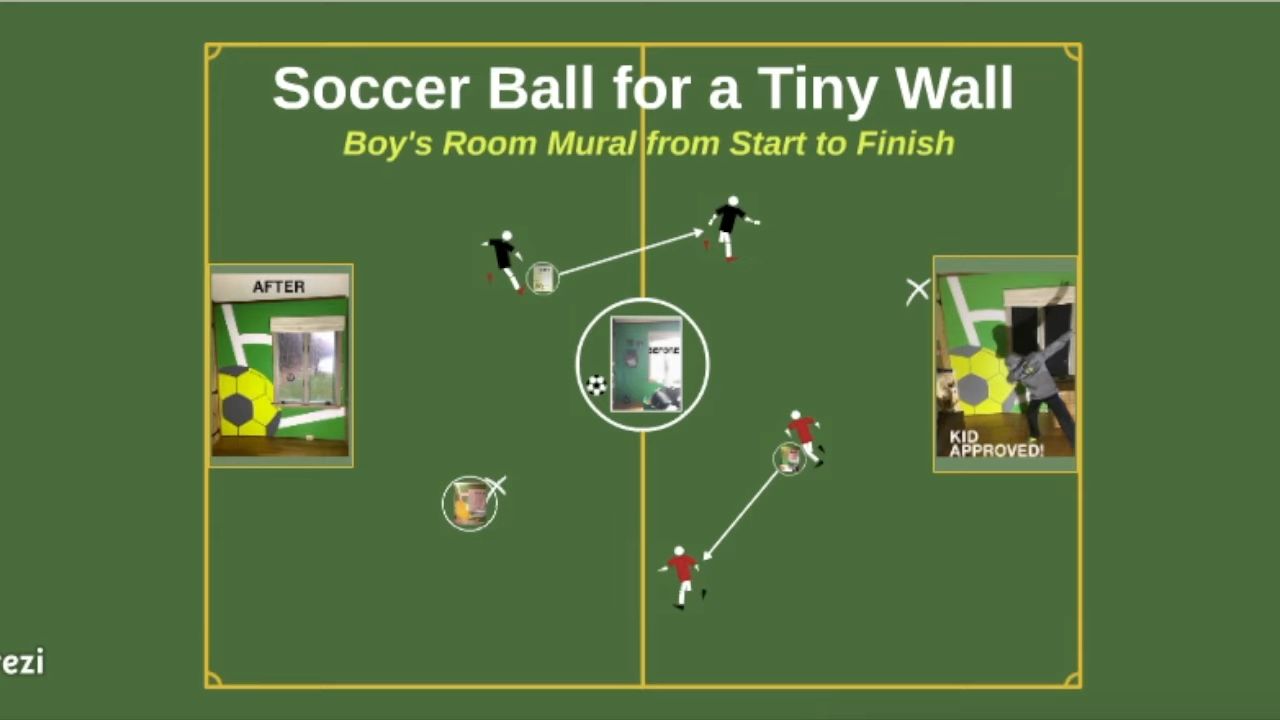 Soccer Ball for a Tiny Wall
Boy's Room Mural from Start to Finish
AFTER
BEFORE
KID
APPROVED!
rezi